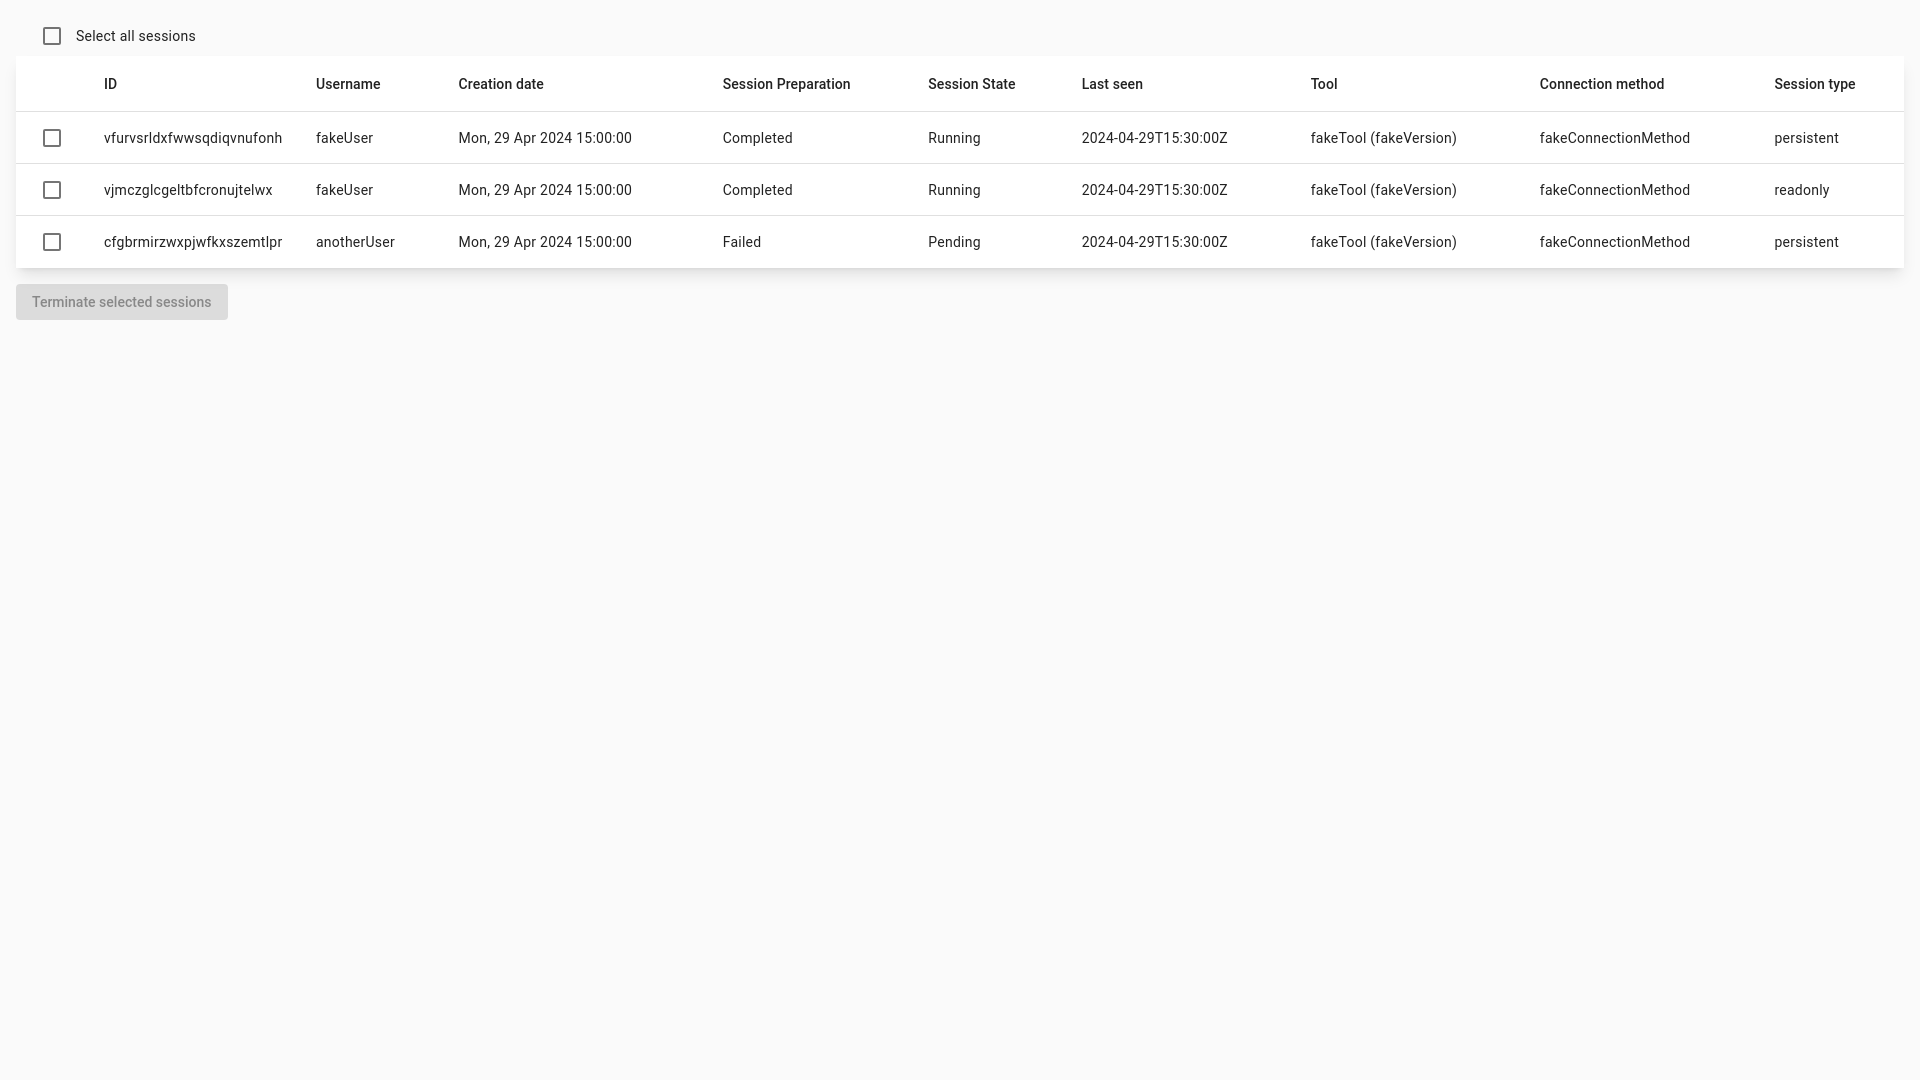 Select all sessions
ID Username Creation date Session Preparation Session State Last seen Tool Connection method Session type
vfurvsrldxfwwsqdiqvnufonh fakeUser Mon, 29 Apr 2024 15:00:00 Completed Running 2024-04-29T15:30:00Z fakeTool (fakeVersion) fakeConnectionMethod persistent
vjmczglcgeltbfcronujtelwx fakeUser Mon, 29 Apr 2024 15:00:00 Completed Running 2024-04-29T15:30:00Z fakeTool (fakeVersion) fakeConnectionMethod readonly
cfgbrmirzwxpjwfkxszemtlpr anotherUser Mon, 29 Apr 2024 15:00:00 Failed Pending 2024-04-29T15:30:00Z fakeTool (fakeVersion) fakeConnectionMethod persistent
Terminate selected sessions